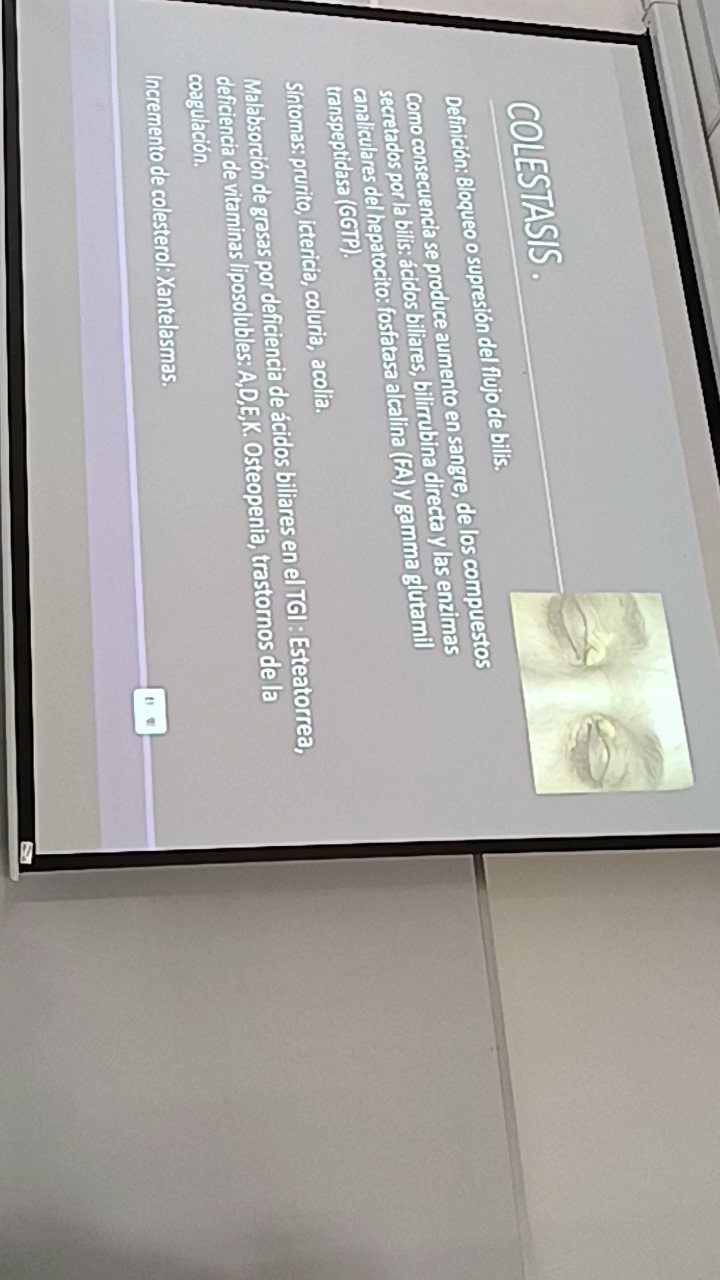 COLESTASIS .
Definición: Bloqueo o supresión del flujo de bilis.
Como consecuencia se produce aumento en sangre, de los compuestos
secretados por la bilis: ácidos biliares, bilirrubina directa y las enzimas
canaliculares del hepatocito: fosfatasa alcalina (FA) y gamma glutamil
transpeptidasa (GGTP).
Síntomas: prurito, ictericia, coluria, acolia.
Malabsorción de grasas por deficiencia de ácidos biliares en el TGI : Esteatorrea,
deficiencia de vitaminas liposolubles: A,D,E,K. Osteopenia, trastornos de la
coagulación.
Incremento de colesterol: Xantelasmas.